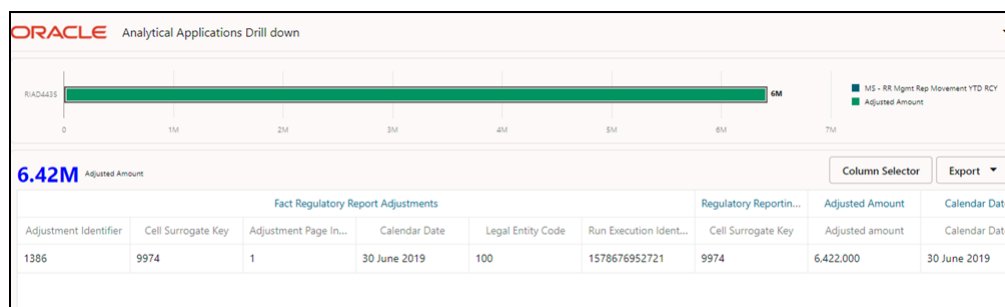 ORACLE Analytical Applications Drill down
RIAD4435 6M
MS - RR Mgmt Rep Movement YTD RCY
Adjusted Amount
0 1M 2M 3M 4M 5M 6M 7M
6.42M Adjusted Amount Column Selector Export
Fact Regulatory Report Adjustments Regulatory Reportin... Adjusted Amount Calendar Dat
Adjustment Identifier Cell Surrogate Key Adjustment Page In... Calendar Date Legal Entity Code Run Execution Ident... Cell Surrogate Key Adjusted amount Calendar Dat
1386 9974 1 30 June 2019 100 1578676952721 9974 6,422,000 30 June 2019